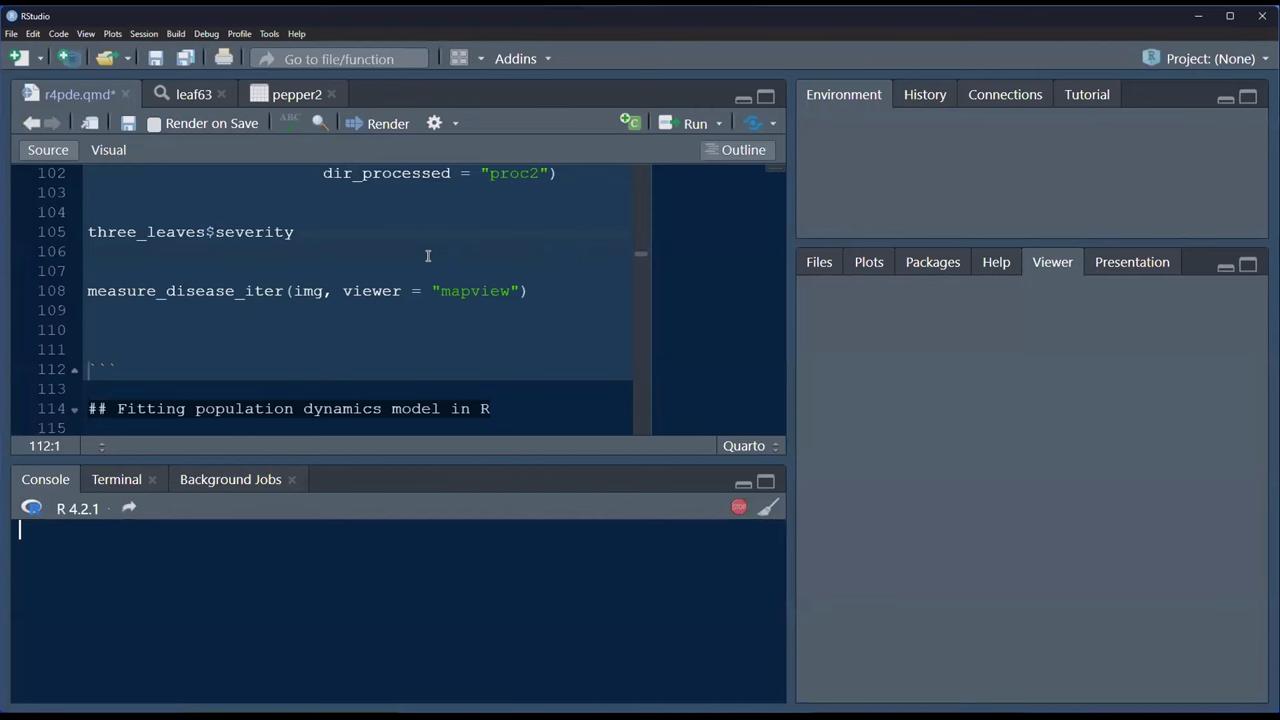 RStudio
File Edit Code View Plots Session Build Debug Profile Tools Help
Go to file/function Addins Project: (None)
r4pde.qmd* leaf63 pepper2
Render on Save ABC Render Run
Source Visual Outline
102 dir_processed = "proc2")
103
104
105 three_leaves$severity
106
107
108 measure_disease_iter(img, viewer = "mapview")
109
110
111
112 ```
113
114 ## Fitting population dynamics model in R
115
112:1 Quarto
Console Terminal Background Jobs
R 4.2.1 ·
STOP
Environment History Connections Tutorial
Files Plots Packages Help Viewer Presentation